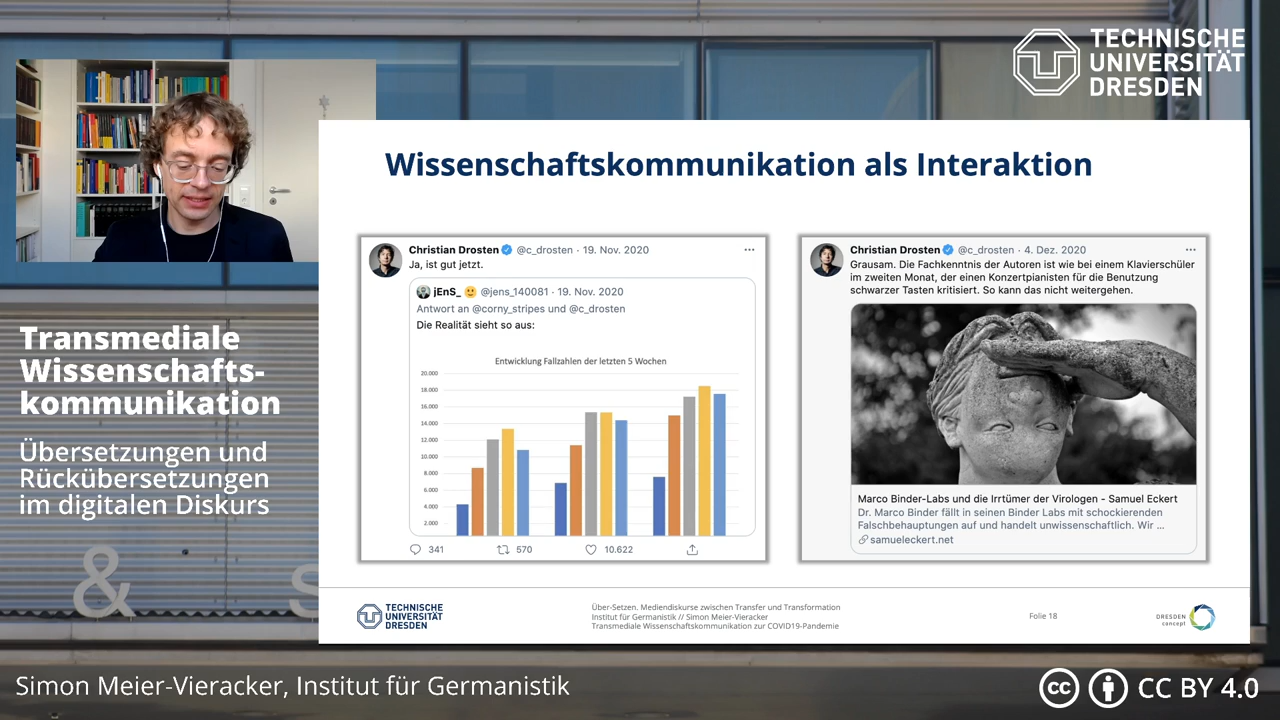 TECHNISCHE
UNIVERSITÄT
DRESDEN
Wissenschaftskommunikation als Interaktion
Christian Drosten @c_drosten · 19. Nov. 2020
Ja, ist gut jetzt.
jEnS_ @jens_140081 · 19. Nov. 2020
Antwort an @corny_stripes und @c_drosten
Die Realität sieht so aus:
Entwicklung Fallzahlen der letzten 5 Wochen
20.000
18.000
16.000
14.000
12.000
10.000
8.000
6.000
4.000
2.000
341 570 10.622
Christian Drosten @c_drosten · 4. Dez. 2020
Grausam. Die Fachkenntnis der Autoren ist wie bei einem Klavierschüler
im zweiten Monat, der einen Konzertpianisten für die Benutzung
schwarzer Tasten kritisiert. So kann das nicht weitergehen.
Marco Binder-Labs und die Irrtümer der Virologen - Samuel Eckert
Dr. Marco Binder fällt in seinen Binder Labs mit schockierenden
Falschbehauptungen auf und handelt unwissenschaftlich. Wir ...
samueleckert.net
Transmediale
Wissenschafts-
kommunikation
Übersetzungen und
Rückübersetzungen
im digitalen Diskurs
& s
TECHNISCHE
UNIVERSITÄT
DRESDEN
Über-Setzen. Mediendiskurse zwischen Transfer und Transformation
Institut für Germanistik // Simon Meier-Vieracker
Transmediale Wissenschaftskommunikation zur COVID19-Pandemie
Folie 18
DRESDEN
concept
Simon Meier-Vieracker, Institut für Germanistik
cc CC BY 4.0